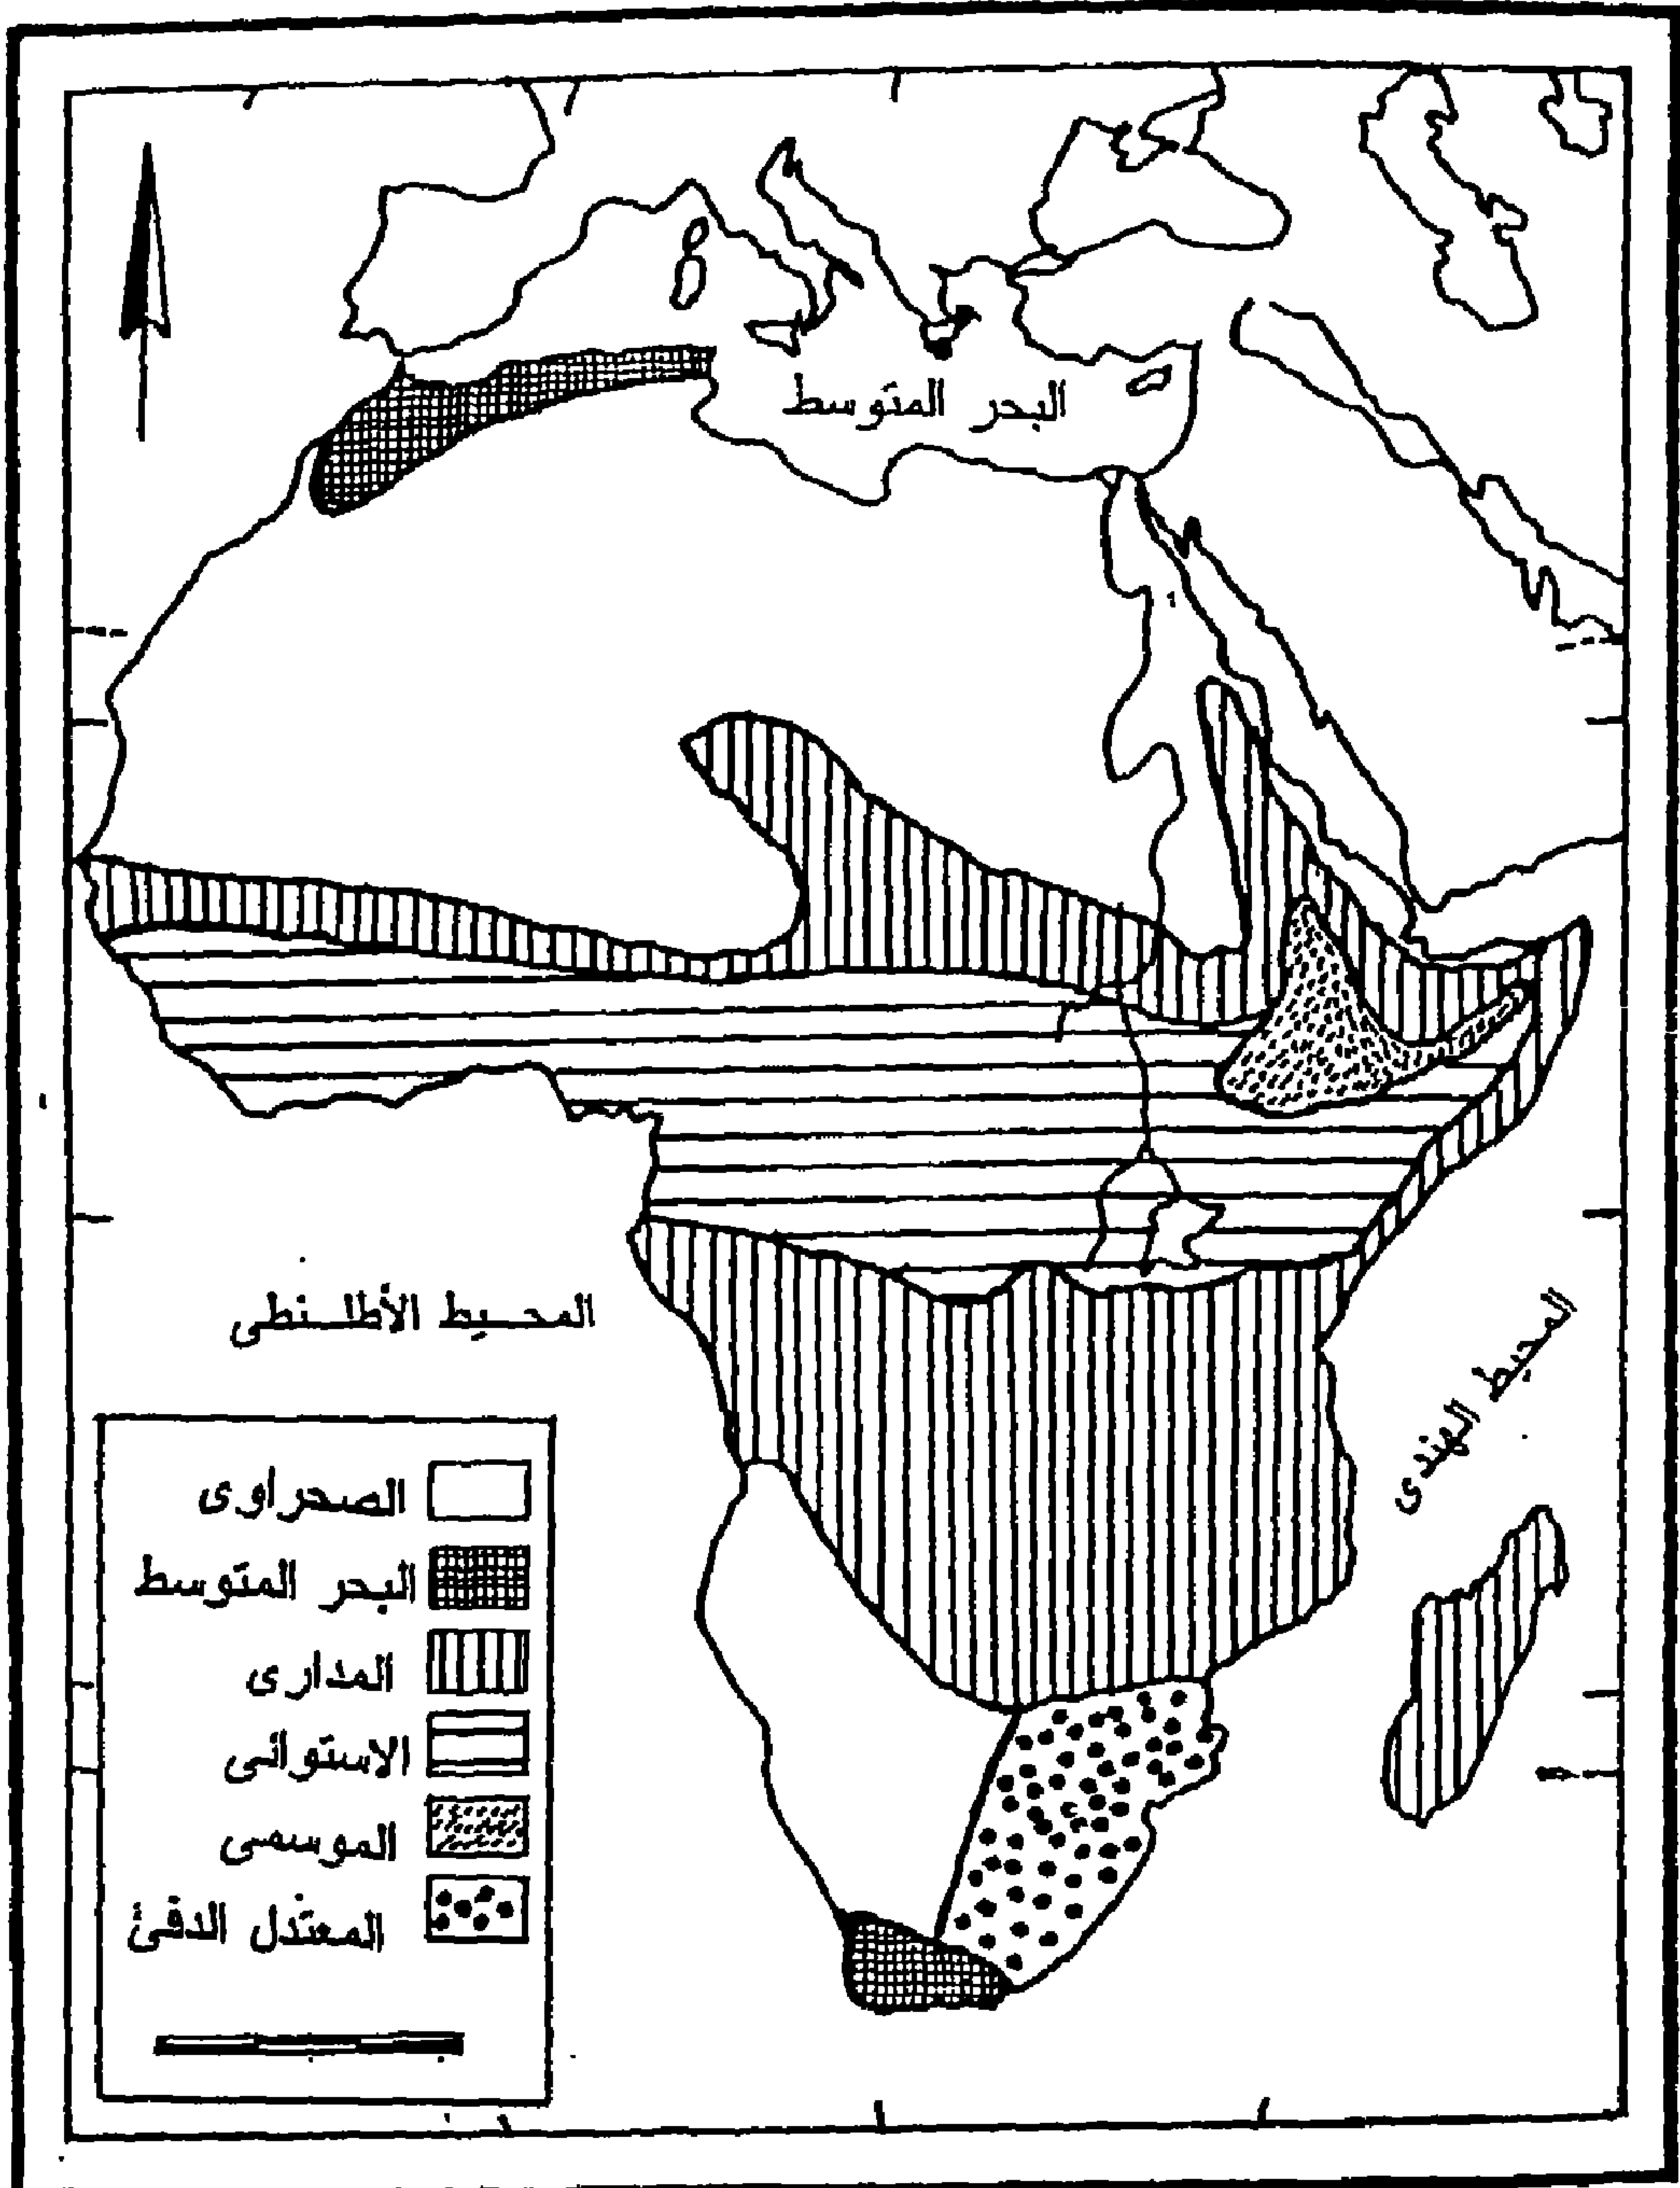 البحر المتوسط
المحيط الأطلنطى
المحيط الهندى
الصحراوى
البحر المتوسط
المدارى
الاستوائى
الموسمى
المعتدل الدفئ